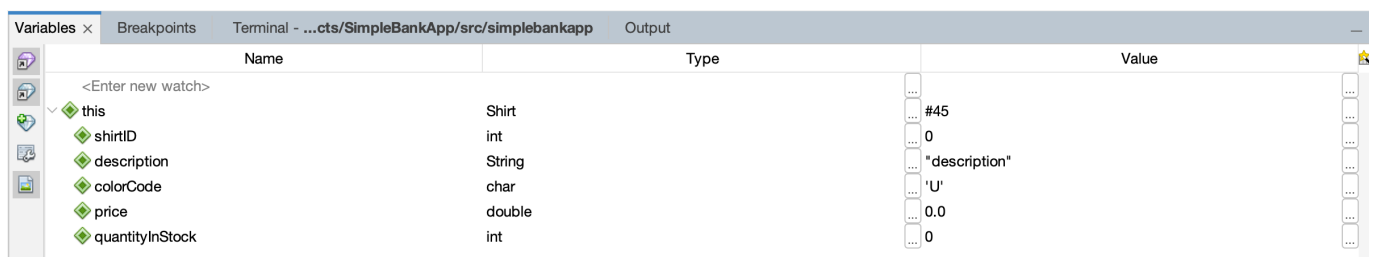 Variables × Breakpoints Terminal - ...cts/SimpleBankApp/src/simplebankapp Output
Name Type Value
<Enter new watch> ... ...
this Shirt ... #45 ...
shirtID int ... 0 ...
description String ... "description" ...
colorCode char ... 'U' ...
price double ... 0.0 ...
quantityInStock int ... 0 ...